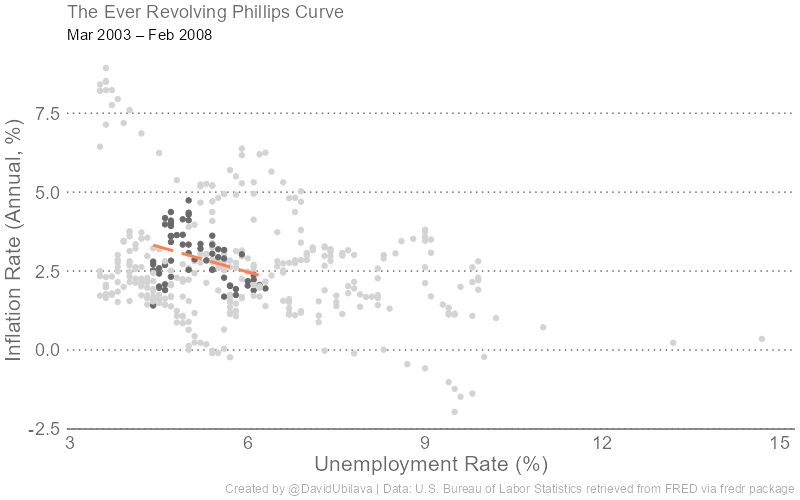 The Ever Revolving Phillips Curve
Mar 2003 – Feb 2008
Inflation Rate (Annual, %)
7.5
5.0
2.5
0.0
-2.5
3
6
9
12
15
Unemployment Rate (%)
Created by @DavidUbilava | Data: U.S. Bureau of Labor Statistics retrieved from FRED via fredr package